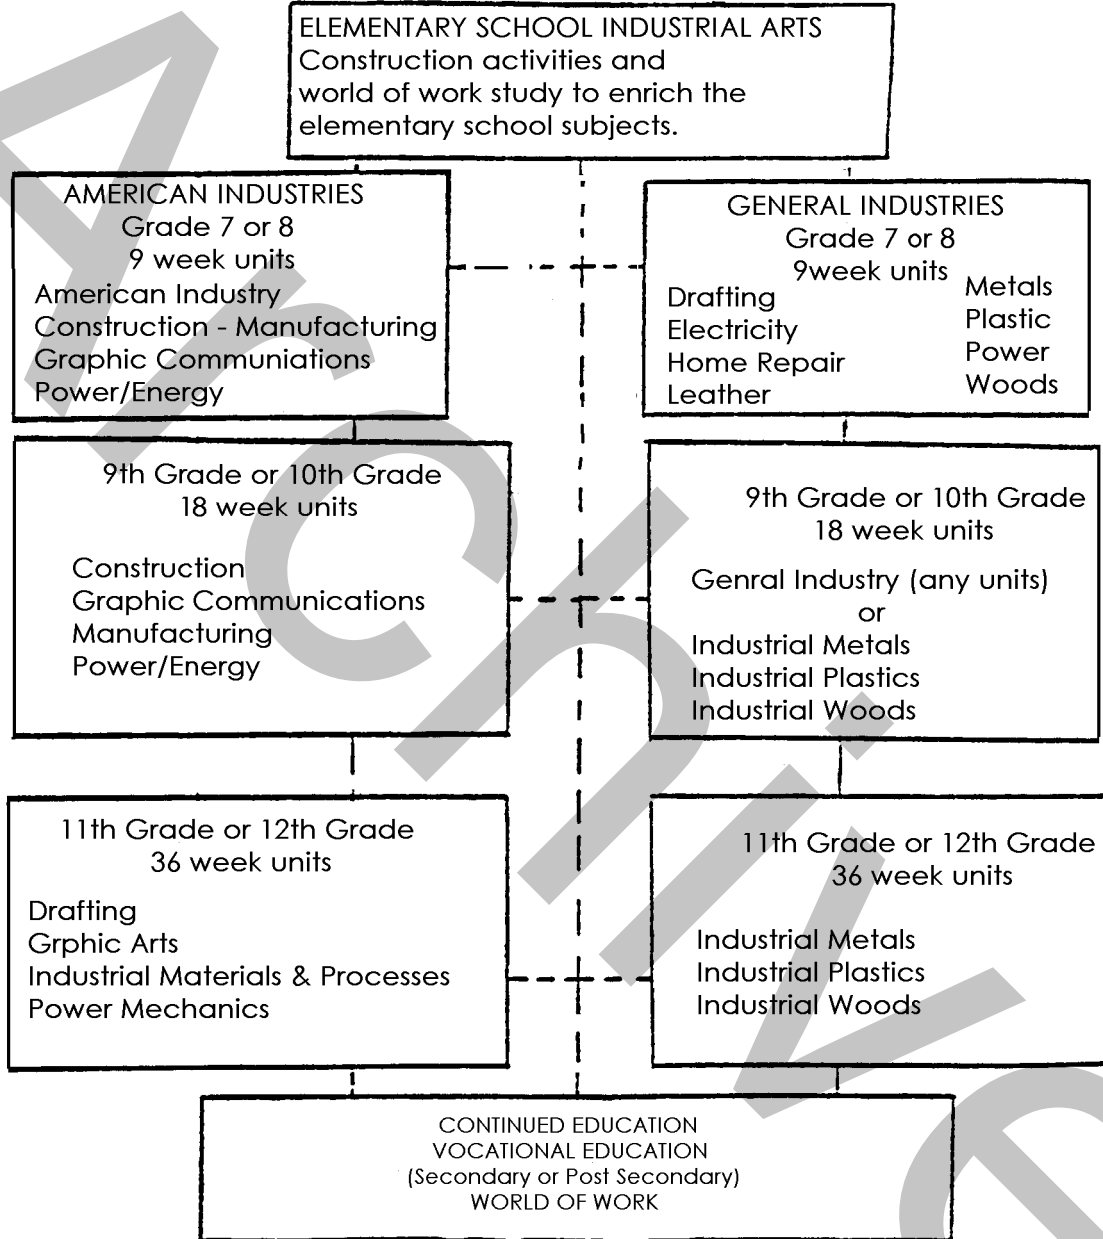 ELEMENTARY SCHOOL INDUSTRIAL ARTS
Construction activities and
world of work study to enrich the
elementary school subjects.
AMERICAN INDUSTRIES
Grade 7 or 8
9 week units
American Industry
Construction - Manufacturing
Graphic Communiations
Power/Energy
GENERAL INDUSTRIES
Grade 7 or 8
9week units
Drafting
Electricity
Home Repair
Leather
Metals
Plastic
Power
Woods
9th Grade or 10th Grade
18 week units
Construction
Graphic Communications
Manufacturing
Power/Energy
9th Grade or 10th Grade
18 week units
Genral Industry (any units)
or
Industrial Metals
Industrial Plastics
Industrial Woods
11th Grade or 12th Grade
36 week units
Drafting
Grphic Arts
Industrial Materials & Processes
Power Mechanics
11th Grade or 12th Grade
36 week units
Industrial Metals
Industrial Plastics
Industrial Woods
CONTINUED EDUCATION
VOCATIONAL EDUCATION
(Secondary or Post Secondary)
WORLD OF WORK
Archive